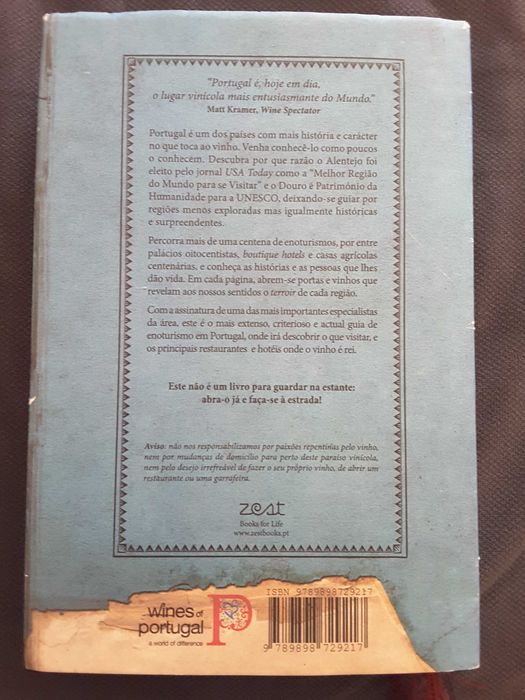 "Portugal é, hoje em dia,
o lugar vinícola mais entusiasmante do Mundo."
Matt Kramer, Wine Spectator
Portugal é um dos países com mais história e carácter
no que toca ao vinho. Venha conhecê-lo como poucos
o conhecem. Descubra por que razão o Alentejo foi
eleito pelo jornal USA Today como a "Melhor Região
do Mundo para se Visitar" e o Douro é Património da
Humanidade para a UNESCO, deixando-se guiar por
regiões menos exploradas mas igualmente históricas
e surpreendentes.
Percorra mais de uma centena de enoturismos, por entre
palácios oitocentistas, boutique hotels e casas agrícolas
centenárias, e conheça as histórias e as pessoas que lhes
dão vida. Em cada página, abrem-se portas e vinhos que
revelam aos nossos sentidos o terroir de cada região.
Com a assinatura de uma das mais importantes especialistas
da área, este é o mais extenso, criterioso e actual guia de
enoturismo em Portugal, onde irá descobrir o que visitar, e
os principais restaurantes e hotéis onde o vinho é rei.
Este não é um livro para guardar na estante:
abra-o já e faça-se à estrada!
Aviso: não nos responsabilizamos por paixões repentinas pelo vinho,
nem por mudanças de domicílio para perto deste paraíso vinícola,
nem pelo desejo irrefreável de fazer o seu próprio vinho, de abrir um
restaurante ou uma garrafeira.
zest
Books for Life
www.zestbooks.pt
wines of
portugal
a world of difference
P
ISBN 9789898729217
9 789898 729217